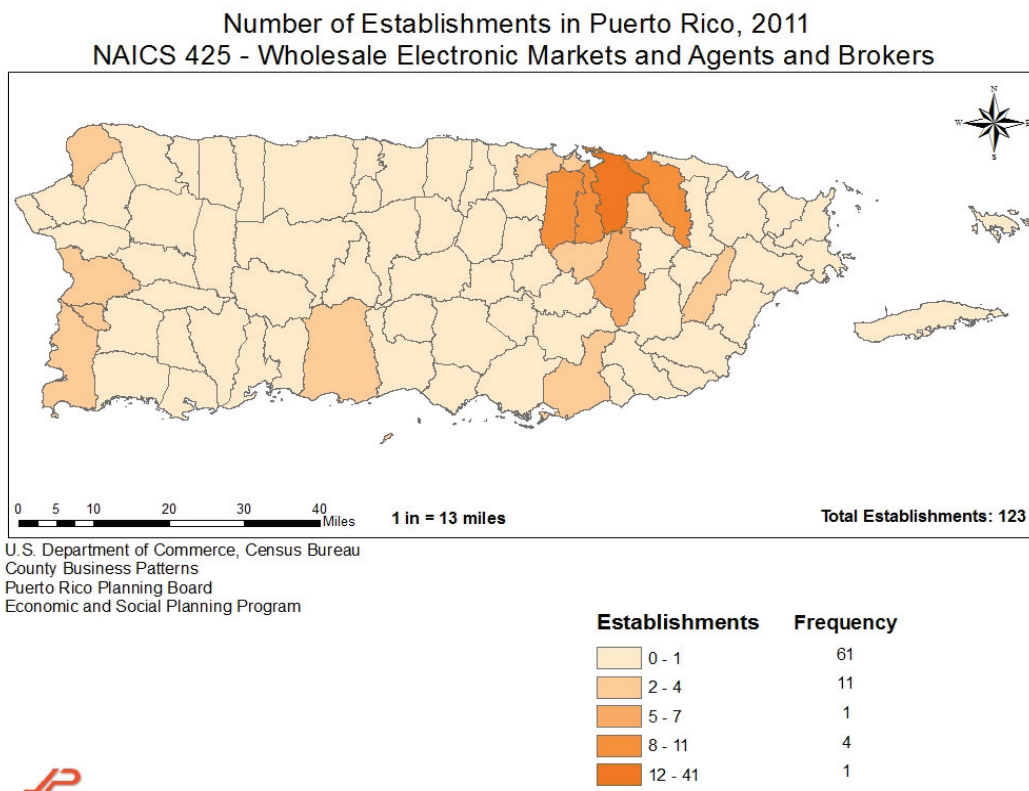 Number of Establishments in Puerto Rico, 2011
NAICS 425 - Wholesale Electronic Markets and Agents and Brokers
N
W E
S
0 5 10 20 30 40
Miles
1 in = 13 miles
Total Establishments: 123
U.S. Department of Commerce, Census Bureau
County Business Patterns
Puerto Rico Planning Board
Economic and Social Planning Program
Establishments Frequency
0 - 1 61
2 - 4 11
5 - 7 1
8 - 11 4
12 - 41 1